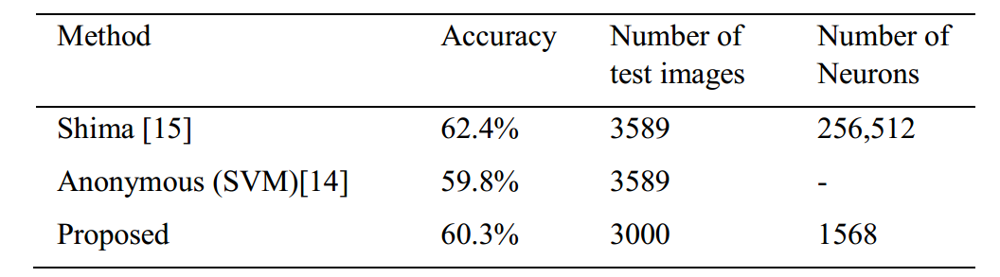 Method Accuracy Number of test images Number of Neurons
Shima [15] 62.4% 3589 256,512
Anonymous (SVM)[14] 59.8% 3589 -
Proposed 60.3% 3000 1568